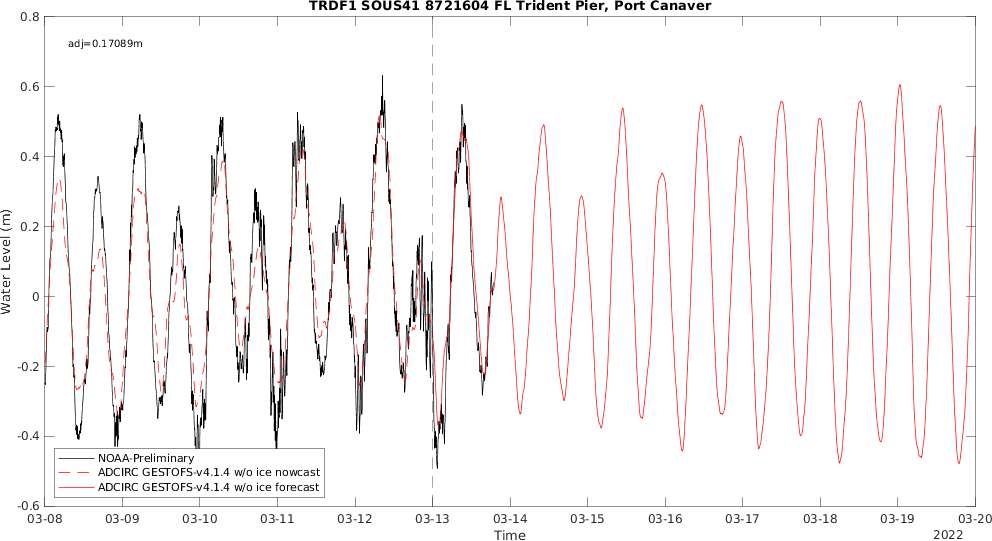 TRDF1 SOUS41 8721604 FL Trident Pier, Port Canaver
adj=0.17089m
0.8
0.6
0.4
0.2
0
-0.2
-0.4
-0.6
Water Level (m)
NOAA-Preliminary
ADCIRC GESTOFS-v4.1.4 w/o ice nowcast
ADCIRC GESTOFS-v4.1.4 w/o ice forecast
03-08 03-09 03-10 03-11 03-12 03-13 03-14 03-15 03-16 03-17 03-18 03-19 03-20
Time
2022